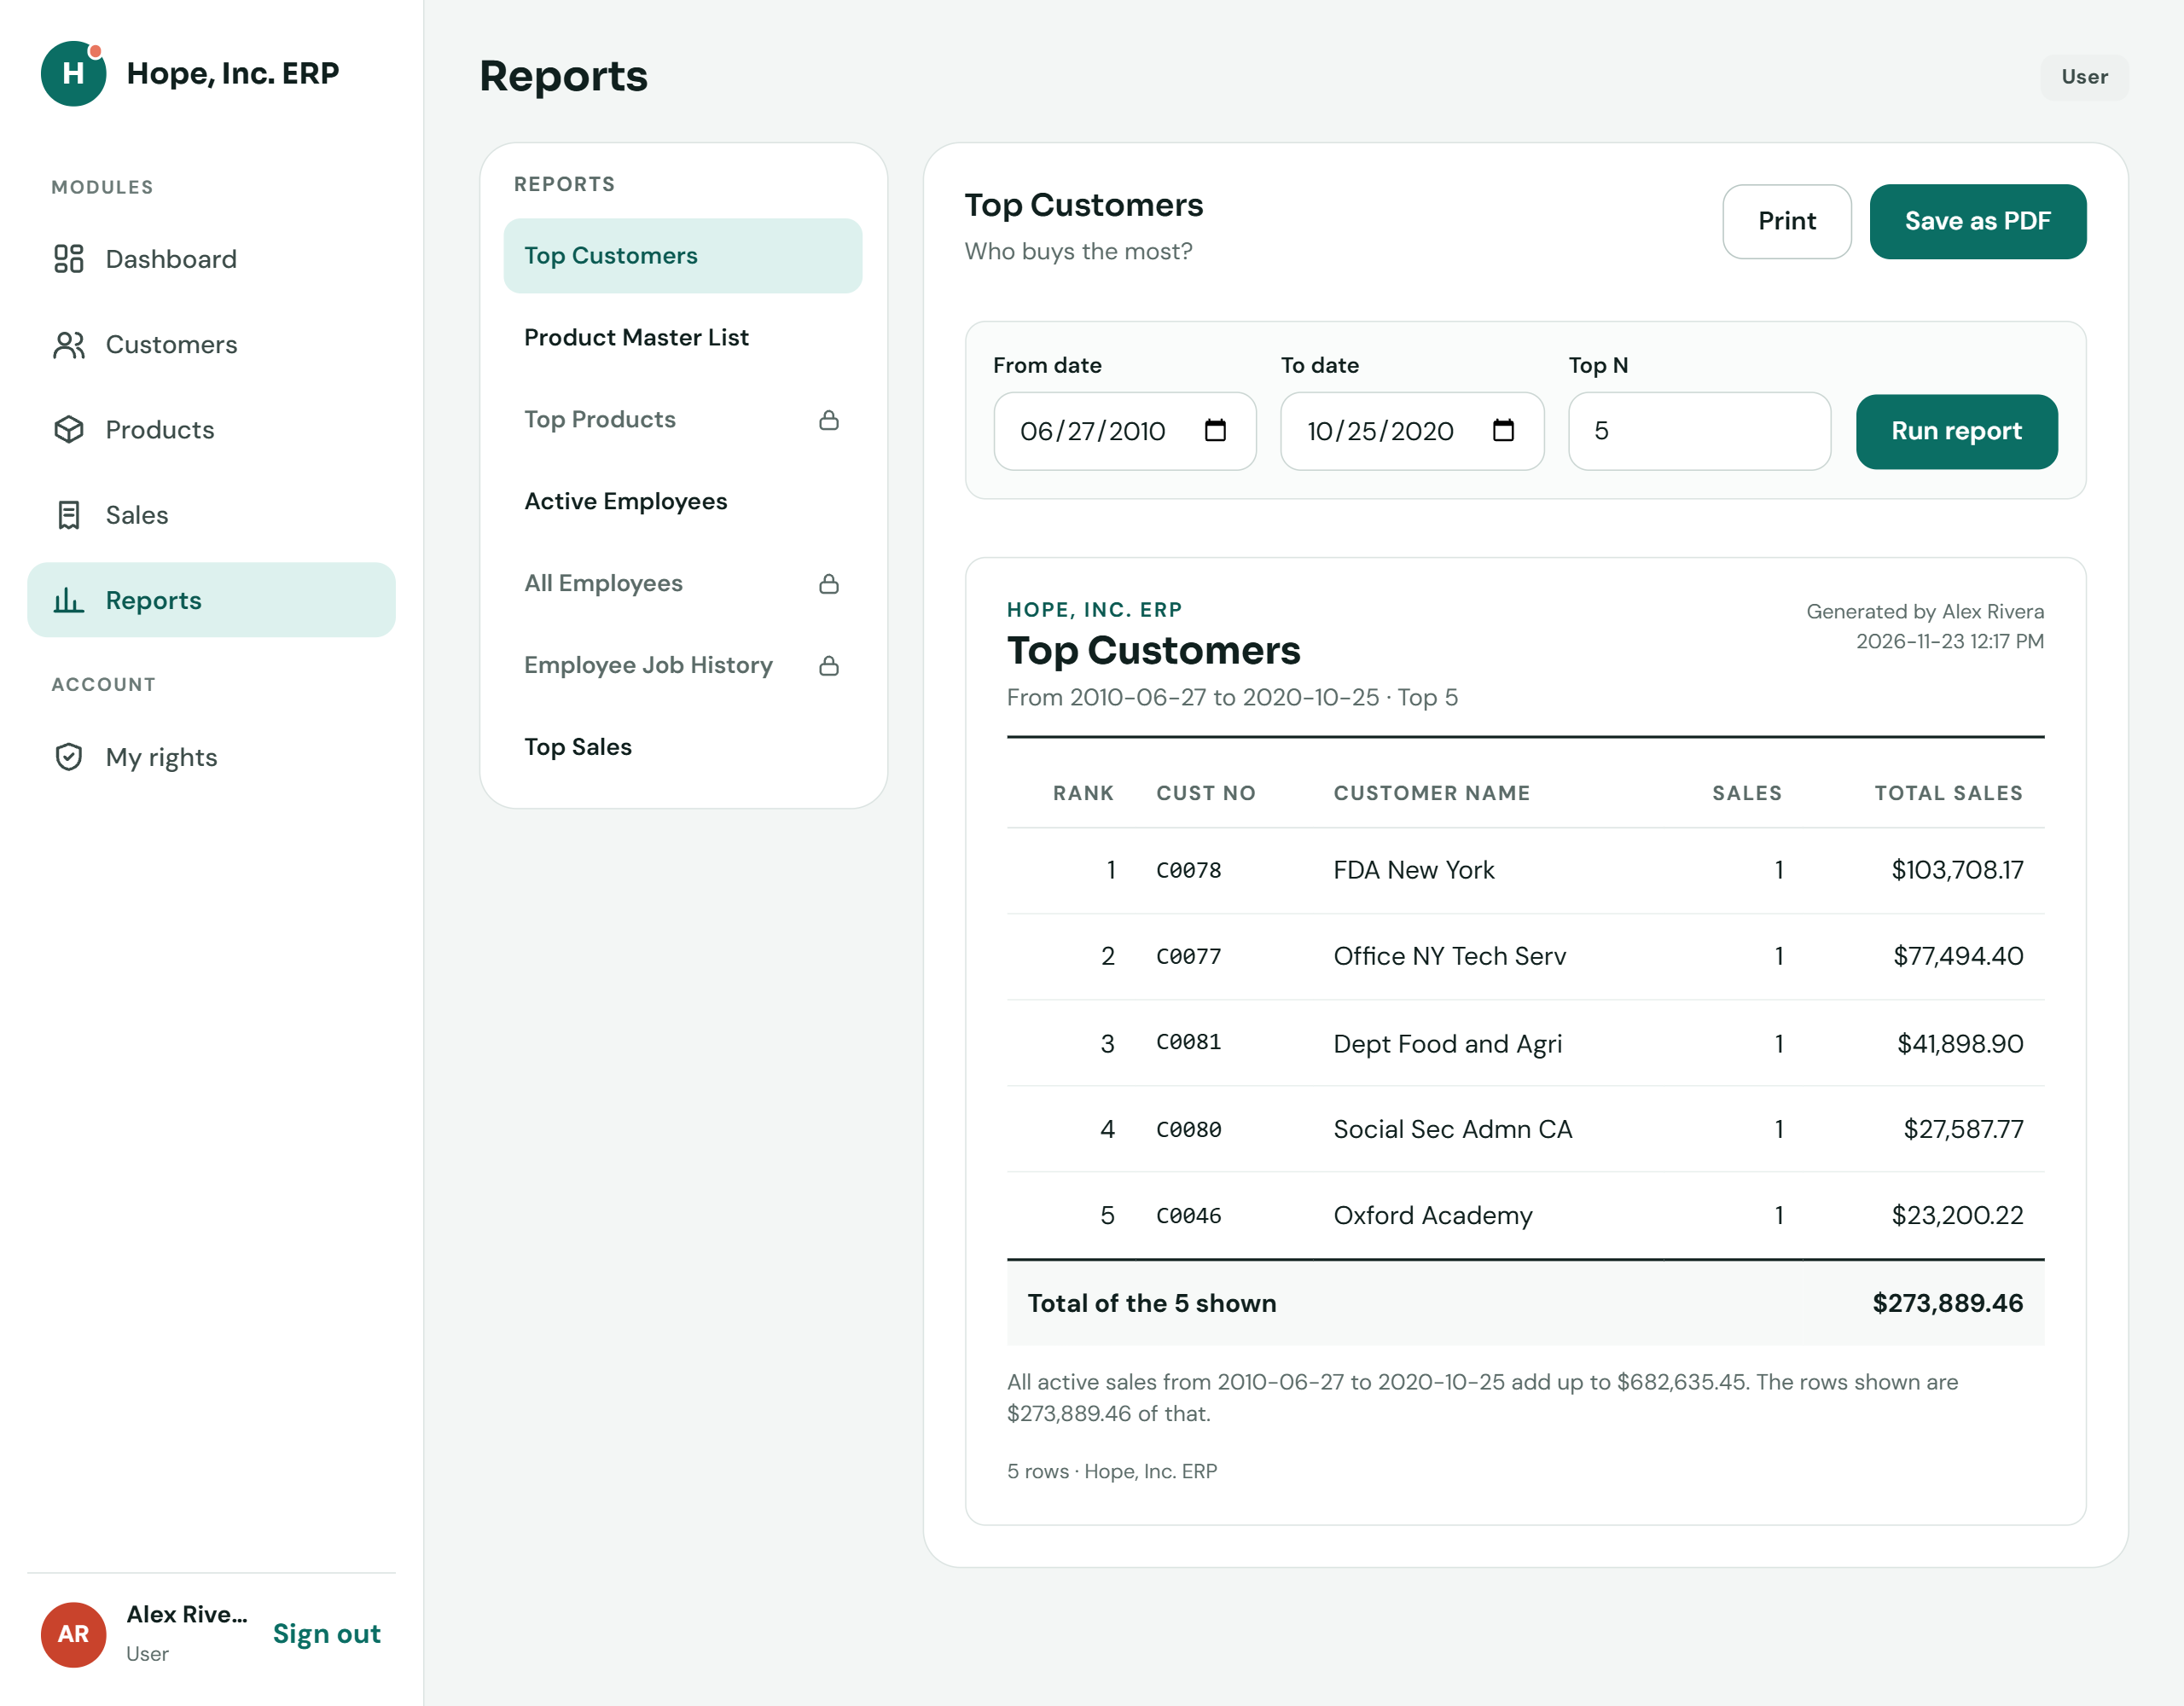 H
Hope, Inc. ERP
MODULES
Dashboard
Customers
Products
Sales
Reports
ACCOUNT
My rights
AR
Alex Rive...
User
Sign out
Reports
User
REPORTS
Top Customers
Product Master List
Top Products
Active Employees
All Employees
Employee Job History
Top Sales
Top Customers
Who buys the most?
Print
Save as PDF
From date
To date
Top N
06/27/2010
10/25/2020
5
Run report
HOPE, INC. ERP
Top Customers
From 2010-06-27 to 2020-10-25 · Top 5
Generated by Alex Rivera
2026-11-23 12:17 PM
RANK CUST NO CUSTOMER NAME SALES TOTAL SALES
1 C0078 FDA New York 1 $103,708.17
2 C0077 Office NY Tech Serv 1 $77,494.40
3 C0081 Dept Food and Agri 1 $41,898.90
4 C0080 Social Sec Admn CA 1 $27,587.77
5 C0046 Oxford Academy 1 $23,200.22
Total of the 5 shown $273,889.46
All active sales from 2010-06-27 to 2020-10-25 add up to $682,635.45. The rows shown are
$273,889.46 of that.
5 rows · Hope, Inc. ERP